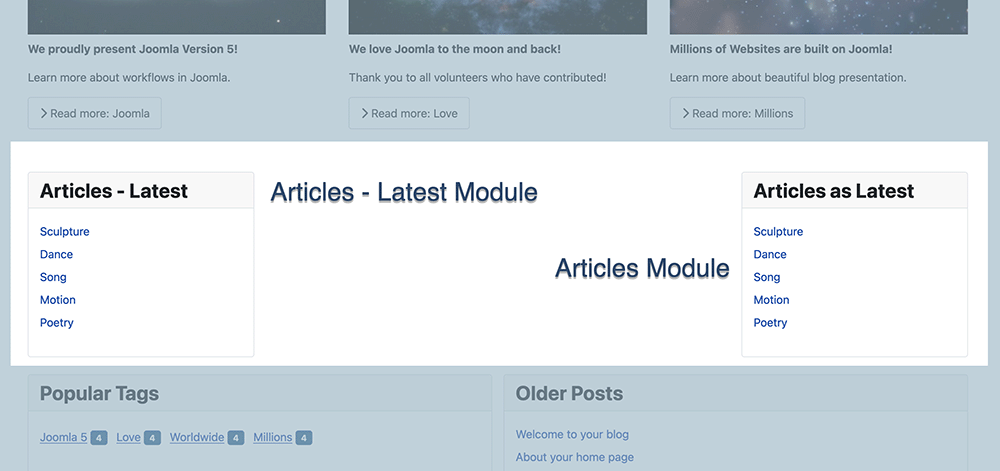 We proudly present Joomla Version 5!
Learn more about workflows in Joomla.
Read more: Joomla
We love Joomla to the moon and back!
Thank you to all volunteers who have contributed!
Read more: Love
Millions of Websites are built on Joomla!
Learn more about beautiful blog presentation.
Read more: Millions
Articles - Latest
Sculpture
Dance
Song
Motion
Poetry
Articles - Latest Module
Articles Module
Articles as Latest
Sculpture
Dance
Song
Motion
Poetry
Popular Tags
Joomla 5 4 Love 4 Worldwide 4 Millions 4
Older Posts
Welcome to your blog
About your home page